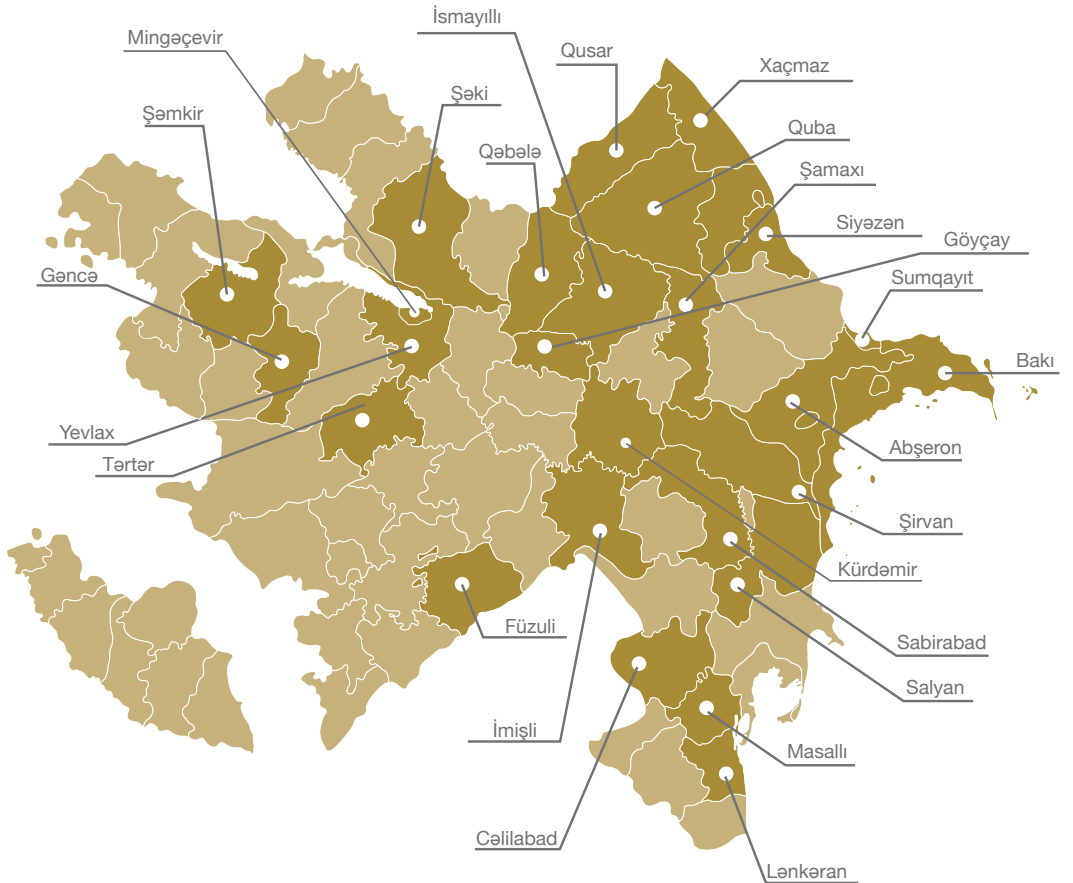 İsmayıllı
Mingəçevir
Qusar
Xaçmaz
Şəki
Şəmkir
Quba
Qəbələ
Şamaxı
Siyəzən
Göyçay
Gəncə
Sumqayıt
Bakı
Yevlax
Abşeron
Tərtər
Şirvan
Kürdəmir
Füzuli
Sabirabad
Salyan
İmişli
Masallı
Cəlilabad
Lənkəran